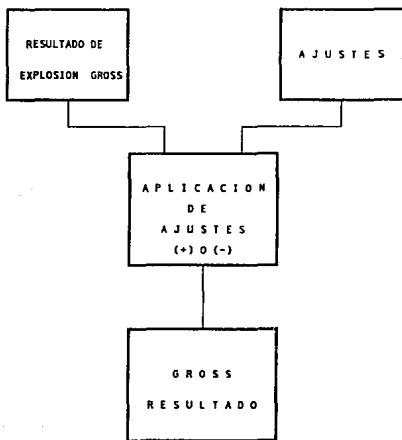 RESULTADO DE
EXPLOSION GROSS
AJUSTES
APLICACION
DE
AJUSTES
(+) O (-)
GROSS
RESULTADO